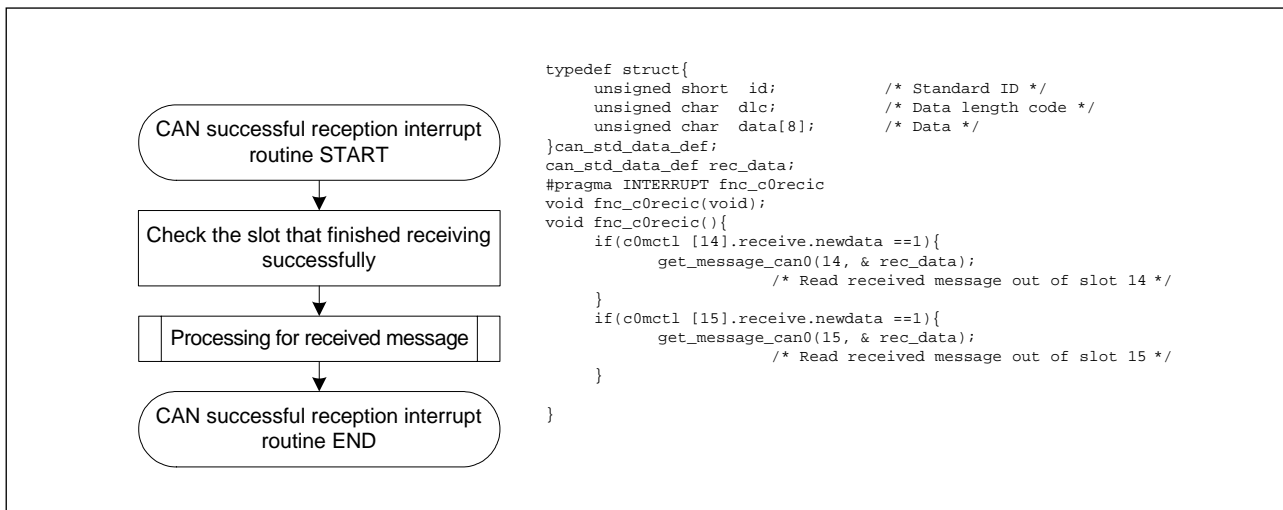 CAN successful reception interrupt
routine START
Check the slot that finished receiving
successfully
Processing for received message
CAN successful reception interrupt
routine END
typedef struct{
unsigned short  id;            /* Standard ID */
unsigned char  dlc;            /* Data length code */
unsigned char  data[8];        /* Data */
}can_std_data_def;
can_std_data_def rec_data;
#pragma INTERRUPT fnc_c0recic
void fnc_c0recic(void);
void fnc_c0recic(){
if(c0mctl [14].receive.newdata ==1){
get_message_can0(14, & rec_data);
/* Read received message out of slot 14 */
}
if(c0mctl [15].receive.newdata ==1){
get_message_can0(15, & rec_data);
/* Read received message out of slot 15 */
}
}